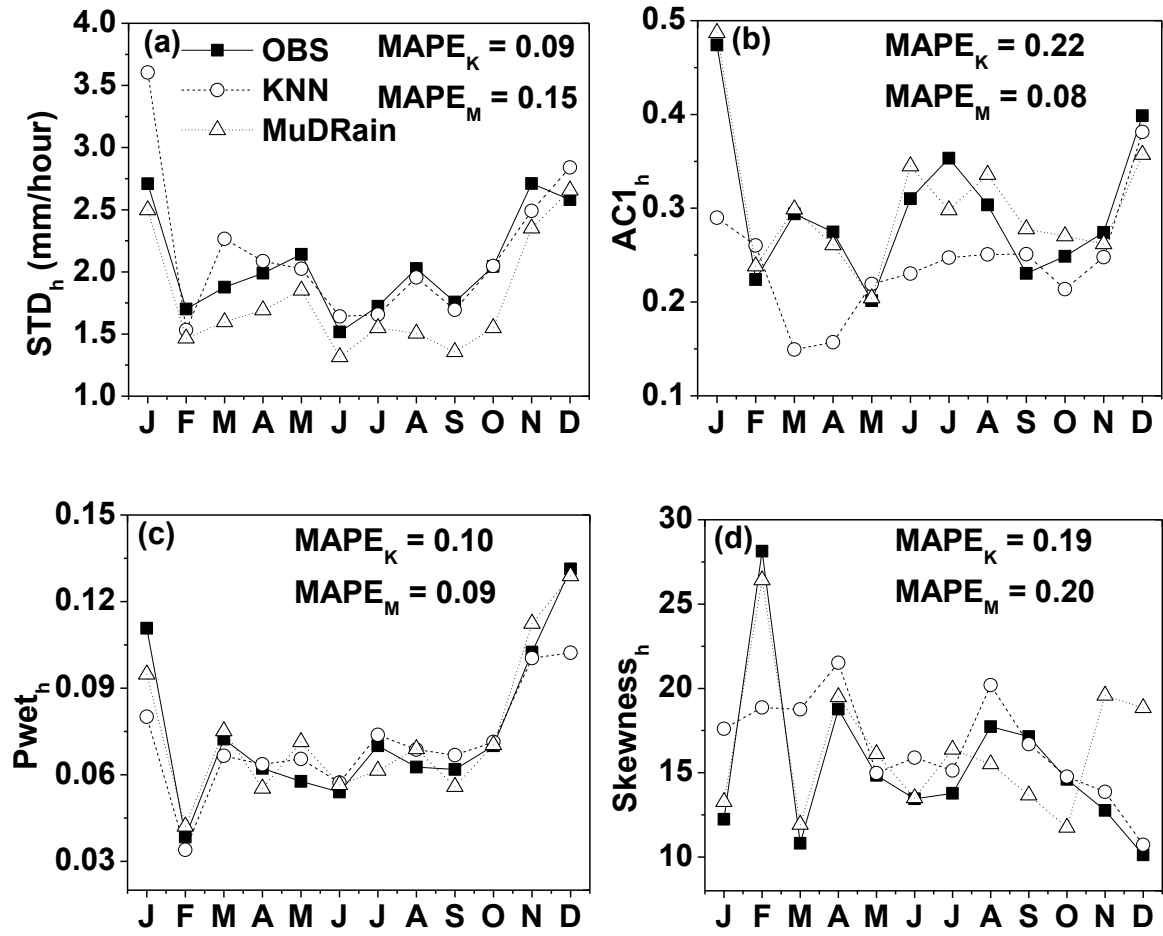 (a)
OBS
KNN
MuDRain
MAPE_K = 0.09
MAPE_M = 0.15
STD_h (mm/hour)
4.0
3.5
3.0
2.5
2.0
1.5
1.0
J F M A M J J A S O N D
(b)
MAPE_K = 0.22
MAPE_M = 0.08
AC1_h
0.5
0.4
0.3
0.2
0.1
J F M A M J J A S O N D
(c)
MAPE_K = 0.10
MAPE_M = 0.09
Pwet_h
0.15
0.12
0.09
0.06
0.03
J F M A M J J A S O N D
(d)
MAPE_K = 0.19
MAPE_M = 0.20
Skewness_h
30
25
20
15
10
J F M A M J J A S O N D